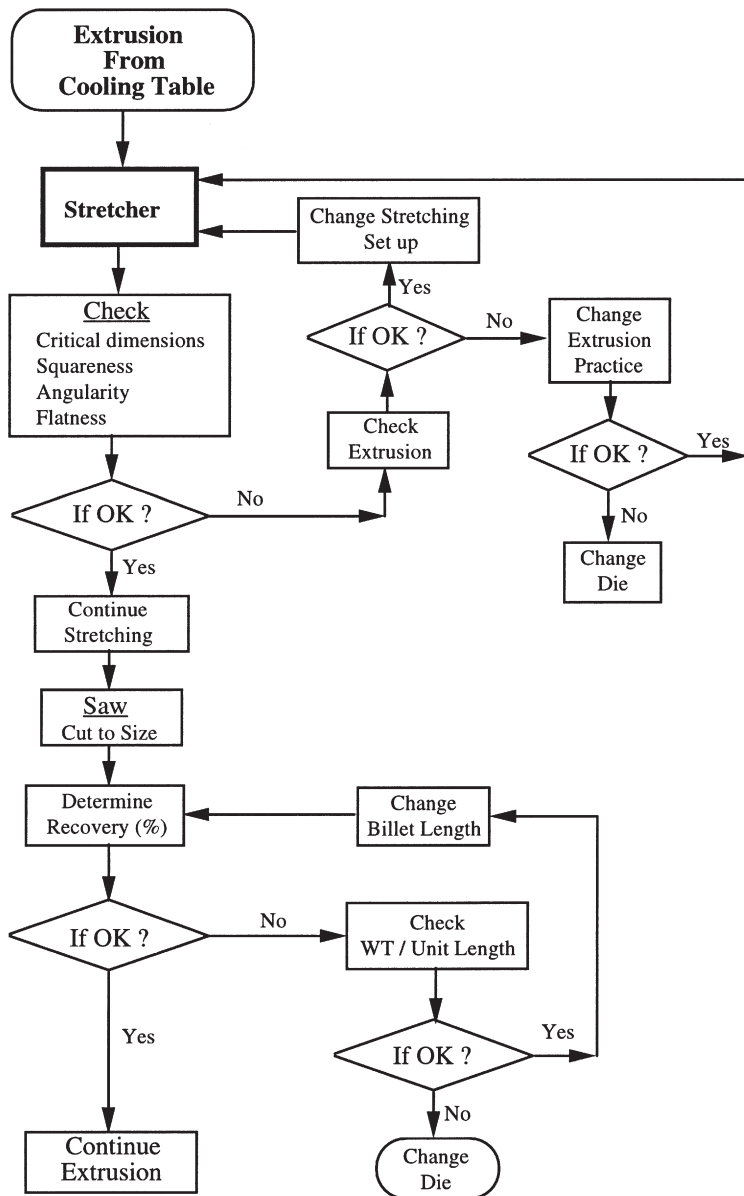 Extrusion
From
Cooling Table
Stretcher
Change Stretching
Set up
Yes
Check
Critical dimensions
Squareness
Angularity
Flatness
If OK ?
No
Change
Extrusion
Practice
Check
Extrusion
If OK ?
Yes
No
Change
Die
If OK ?
No
Yes
Continue
Stretching
Saw
Cut to Size
Determine
Recovery (%)
Change
Billet Length
If OK ?
No
Check
WT / Unit Length
Yes
If OK ?
Yes
No
Continue
Extrusion
Change
Die